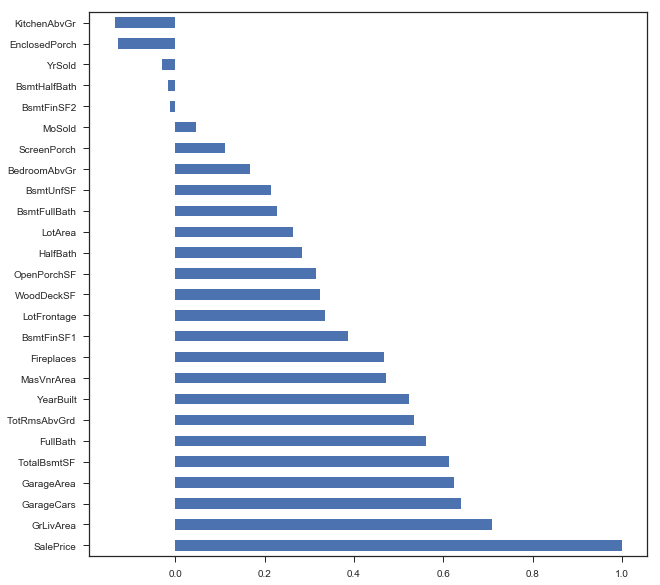 KitchenAbvGr
EnclosedPorch
YrSold
BsmtHalfBath
BsmtFinSF2
MoSold
ScreenPorch
BedroomAbvGr
BsmtUnfSF
BsmtFullBath
LotArea
HalfBath
OpenPorchSF
WoodDeckSF
LotFrontage
BsmtFinSF1
Fireplaces
MasVnrArea
YearBuilt
TotRmsAbvGrd
FullBath
TotalBsmtSF
GarageArea
GarageCars
GrLivArea
SalePrice
0.0 0.2 0.4 0.6 0.8 1.0